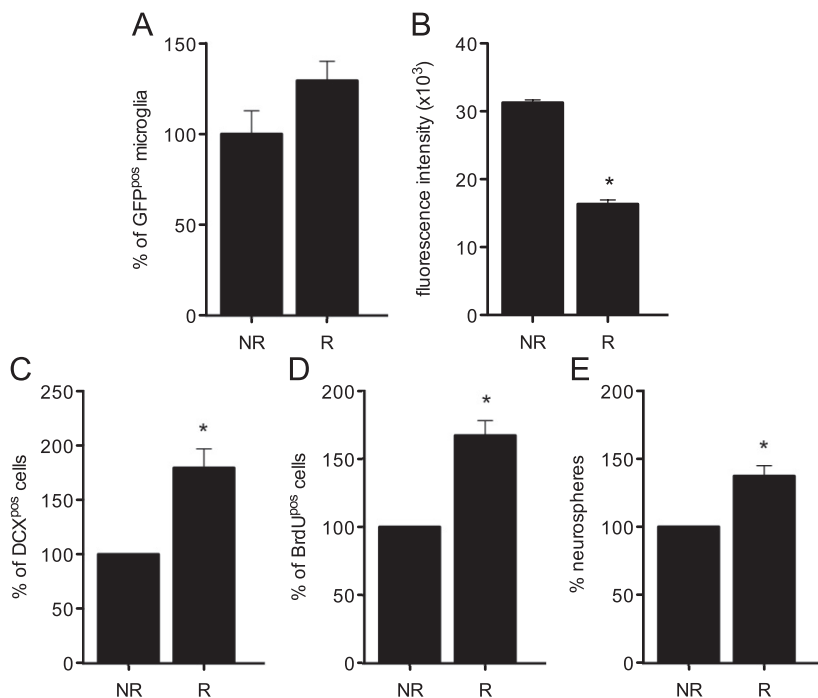 A
% of GFPpos microglia
150
100
50
0
NR R
B
fluorescence intensity (x103)
40
30
20
10
0
*
NR R
C
% of DCXpos cells
250
200
150
100
50
0
*
NR R
D
% of BrdUpos cells
200
150
100
50
0
*
NR R
E
% neurospheres
200
150
100
50
0
*
NR R